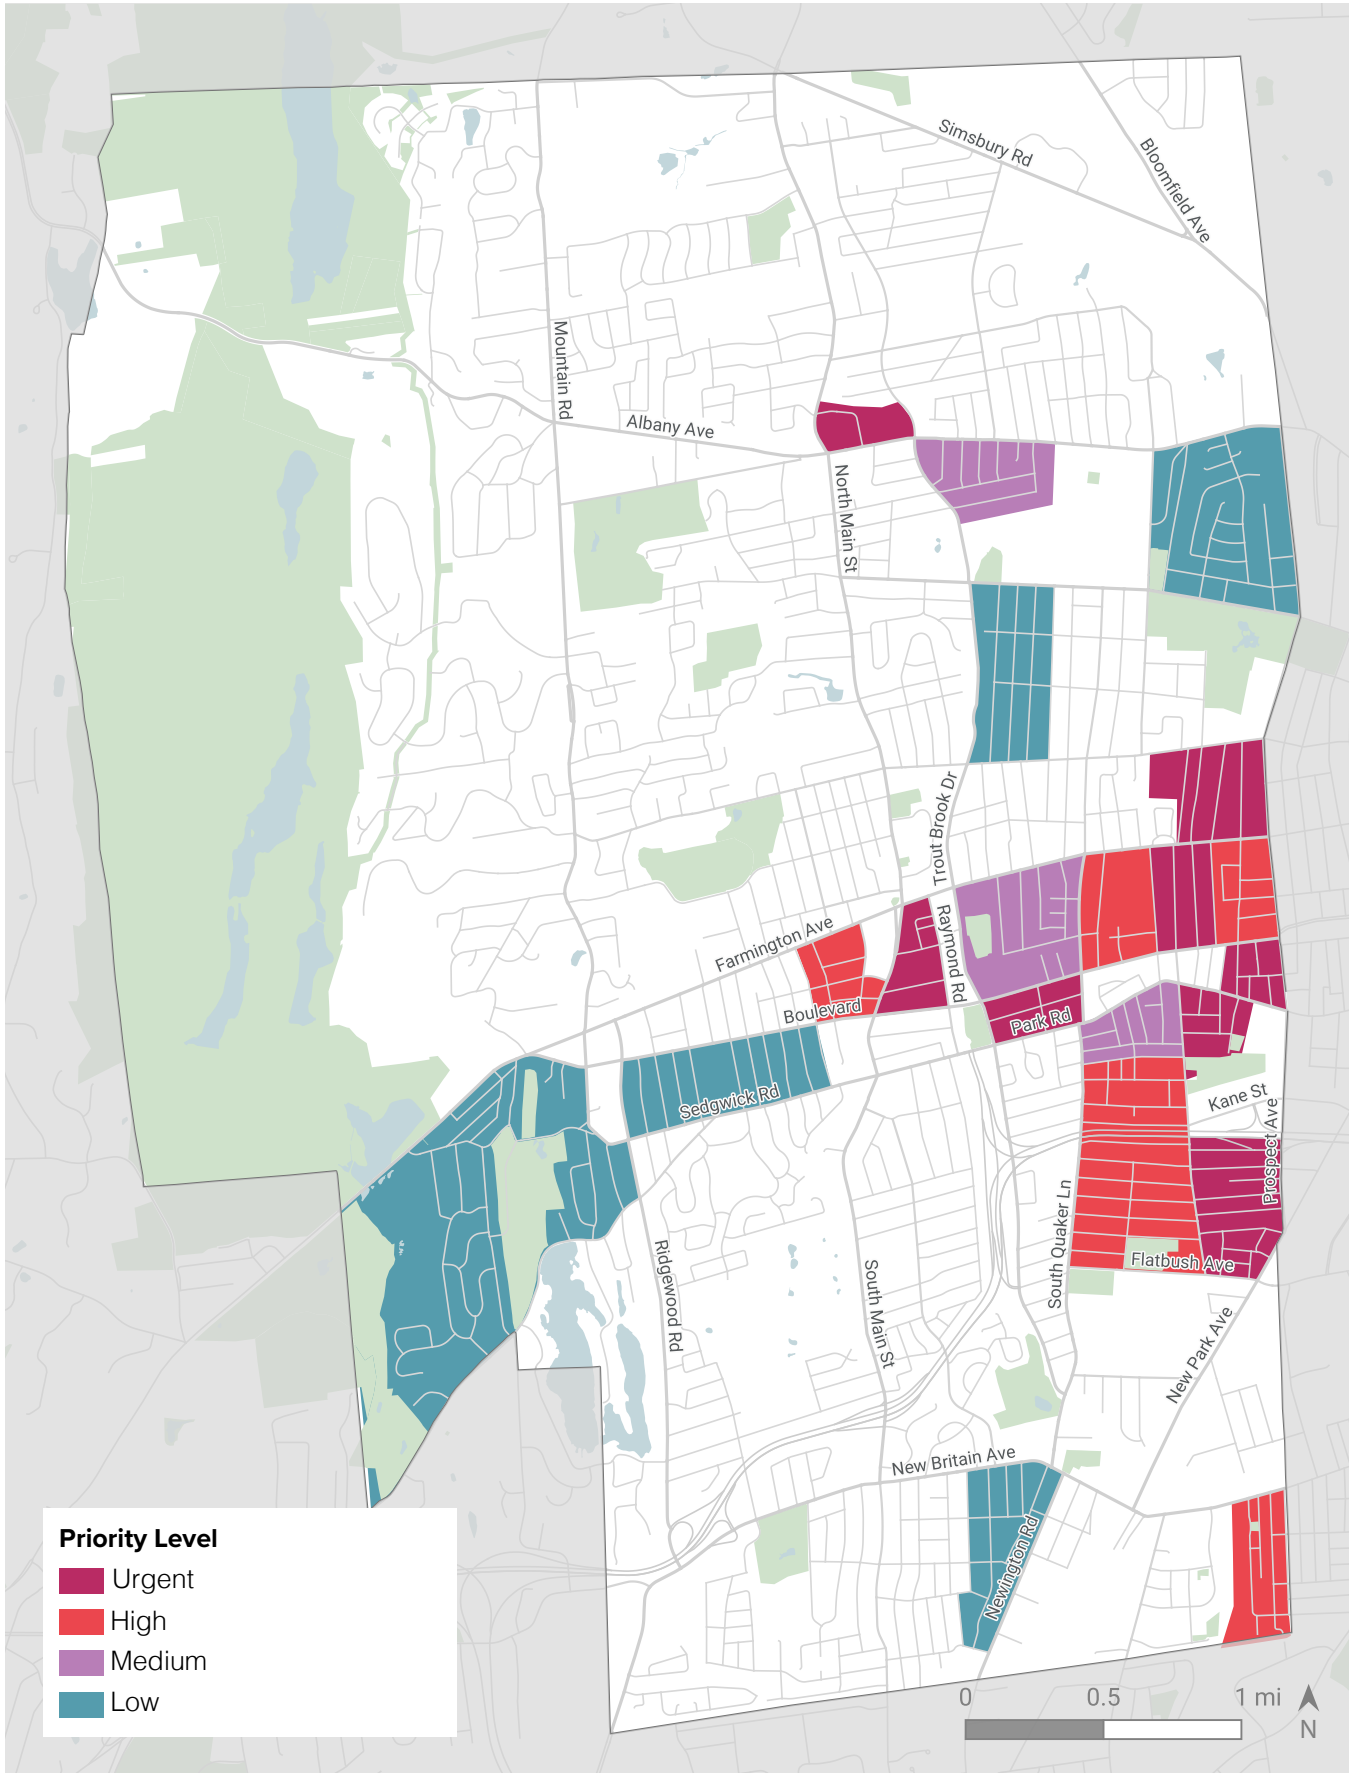 Simsbury Rd
Bloomfield Ave
Mountain Rd
Albany Ave
North Main St
Trout Brook Dr
Raymond Rd
Farmington Ave
Boulevard
Park Rd
Sedgwick Rd
Kane St
Prospect Ave
South Quaker Ln
Flatbush Ave
Ridgewood Rd
South Main St
New Park Ave
New Britain Ave
Newington Rd
Priority Level
Urgent
High
Medium
Low
0 0.5 1 mi
N